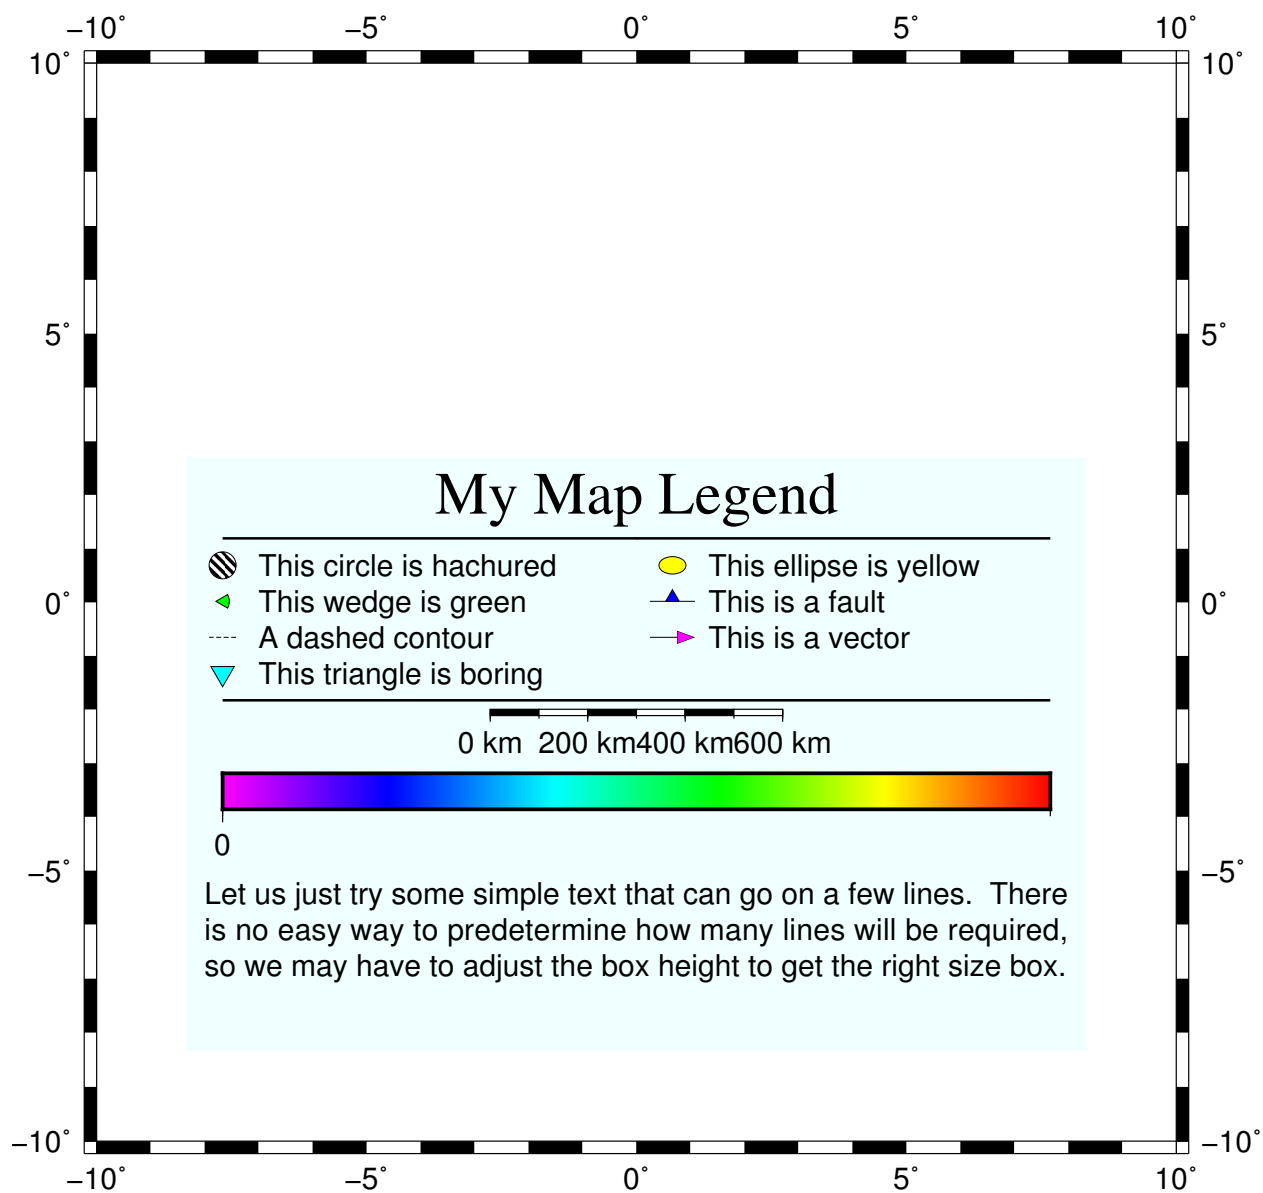 −10° −5° 0° 5° 10°
10° 10°
5° 5°
My Map Legend
This circle is hachured This ellipse is yellow
0° This wedge is green This is a fault 0°
A dashed contour This is a vector
This triangle is boring
0 km 200 km 400 km 600 km
0
−5° −5°
Let us just try some simple text that can go on a few lines. There
is no easy way to predetermine how many lines will be required,
so we may have to adjust the box height to get the right size box.
−10° −10°
−10° −5° 0° 5° 10°